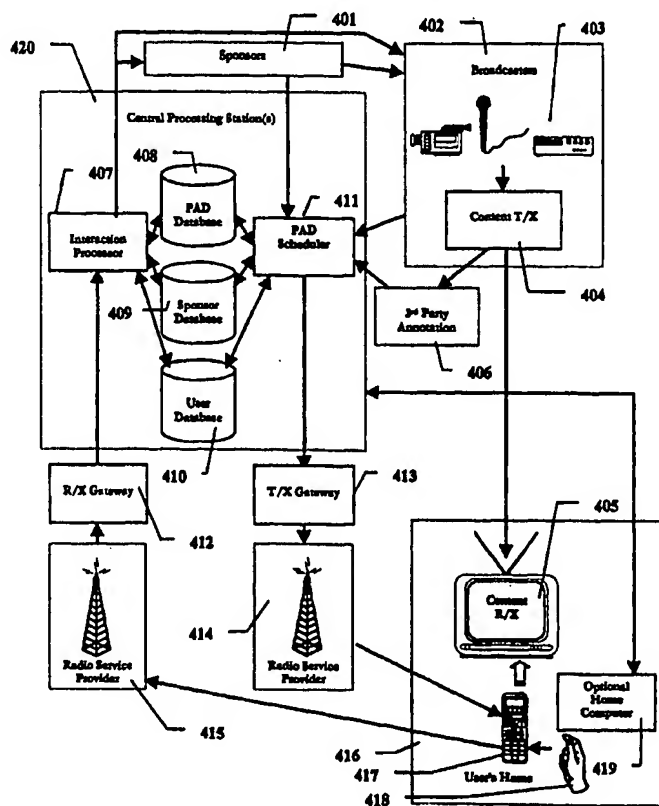 401
402
403
420
Sponsors
Broadcasters
Central Processing Station(s)
408
407
411
PAD
Database
PAD
Scheduler
Interaction
Processor
Content T/X
409
Sponsor
Database
3rd Party
Annotation
404
406
User
Database
410
R/X Gateway
412
T/X Gateway
413
405
Content
R/X
414
Radio Service
Provider
Radio Service
Provider
415
Optional
Home
Computer
416
417
User's Home
418
419